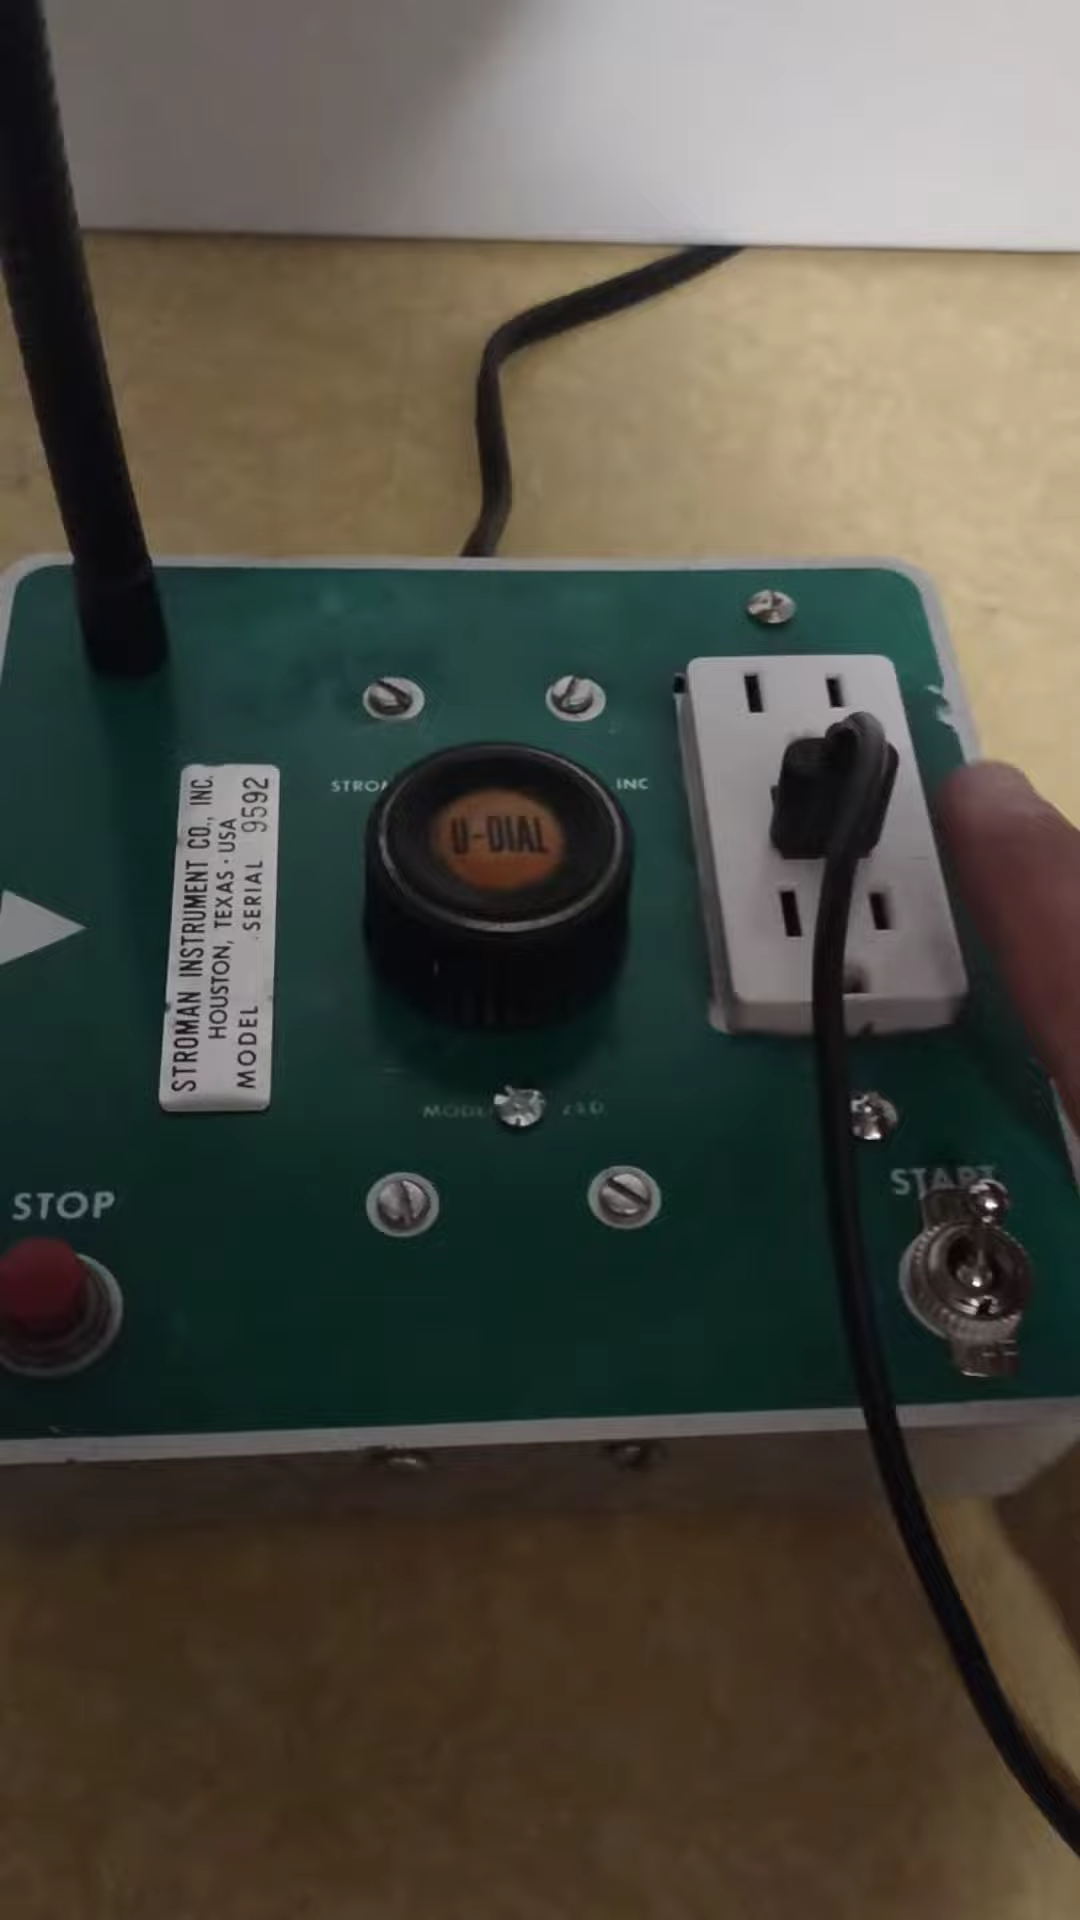 STROMAN INSTRUMENT CO., INC.
HOUSTON, TEXAS · USA
MODEL SERIAL 9592
INC
U-DIAL
STOP
START